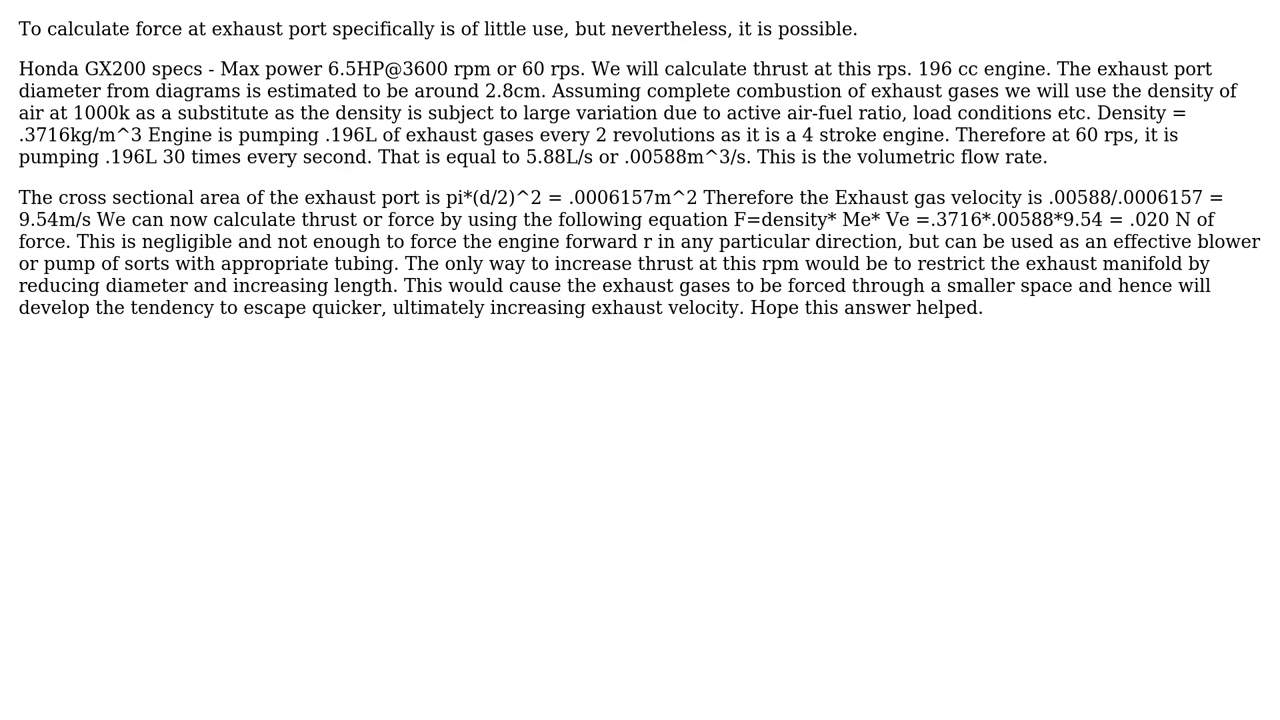 To calculate force at exhaust port specifically is of little use, but nevertheless, it is possible.
Honda GX200 specs - Max power 6.5HP@3600 rpm or 60 rps. We will calculate thrust at this rps. 196 cc engine. The exhaust port
diameter from diagrams is estimated to be around 2.8cm. Assuming complete combustion of exhaust gases we will use the density of
air at 1000k as a substitute as the density is subject to large variation due to active air-fuel ratio, load conditions etc. Density =
.3716kg/m^3 Engine is pumping .196L of exhaust gases every 2 revolutions as it is a 4 stroke engine. Therefore at 60 rps, it is
pumping .196L 30 times every second. That is equal to 5.88L/s or .00588m^3/s. This is the volumetric flow rate.
The cross sectional area of the exhaust port is pi*(d/2)^2 = .0006157m^2 Therefore the Exhaust gas velocity is .00588/.0006157 =
9.54m/s We can now calculate thrust or force by using the following equation F=density* Me* Ve =.3716*.00588*9.54 = .020 N of
force. This is negligible and not enough to force the engine forward r in any particular direction, but can be used as an effective blower
or pump of sorts with appropriate tubing. The only way to increase thrust at this rpm would be to restrict the exhaust manifold by
reducing diameter and increasing length. This would cause the exhaust gases to be forced through a smaller space and hence will
develop the tendency to escape quicker, ultimately increasing exhaust velocity. Hope this answer helped.